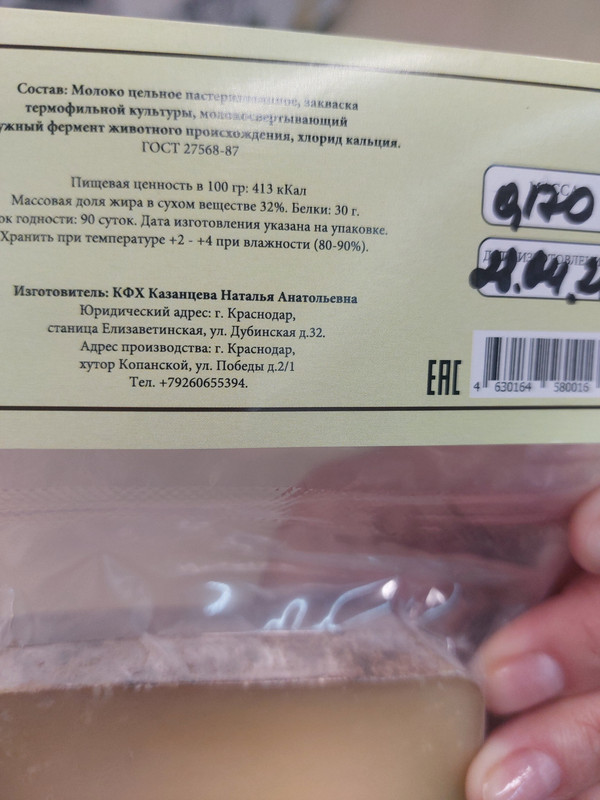 Состав: Молоко цельное пастеризованное, закваска
термофильной культуры, молокосвертывающий
ужный фермент животного происхождения, хлорид кальция.
ГОСТ 27568-87
Пищевая ценность в 100 гр: 413 кКал
Массовая доля жира в сухом веществе 32%. Белки: 30 г.
ок годности: 90 суток. Дата изготовления указана на упаковке.
Хранить при температуре +2 - +4 при влажности (80-90%).
Изготовитель: КФХ Казанцева Наталья Анатольевна
Юридический адрес: г. Краснодар,
станица Елизаветинская, ул. Дубинская д.32.
Адрес производства: г. Краснодар,
хутор Копанской, ул. Победы д.2/1
Тел. +79260655394.
МАССА
0,170
EAC
4 630164 580016